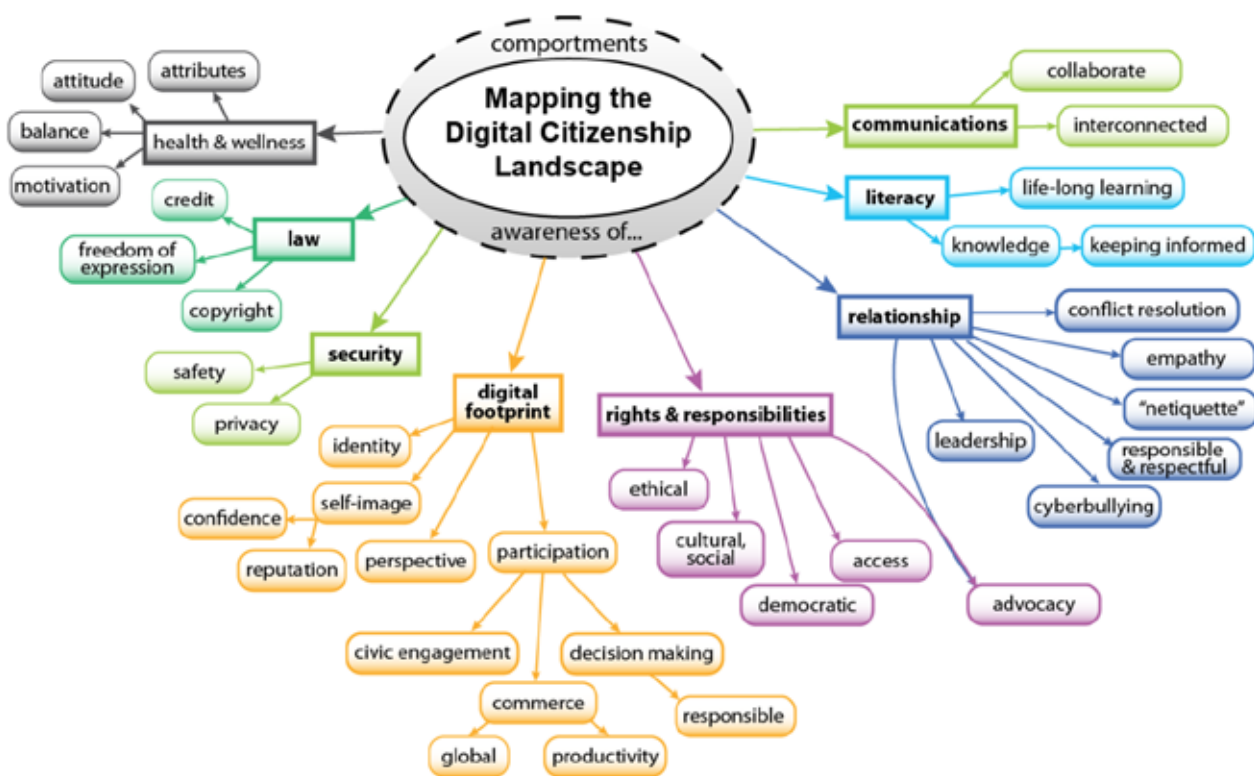 comportments
Mapping the
Digital Citizenship
Landscape
awareness of...
health & wellness
attitude
attributes
balance
motivation
law
credit
freedom of
expression
copyright
security
safety
privacy
digital
footprint
identity
self-image
confidence
reputation
perspective
participation
civic engagement
decision making
responsible
commerce
global
productivity
rights & responsibilities
ethical
cultural,
social
democratic
access
advocacy
relationship
conflict resolution
empathy
"netiquette"
responsible
& respectful
cyberbullying
leadership
literacy
life-long learning
knowledge
keeping informed
communications
collaborate
interconnected